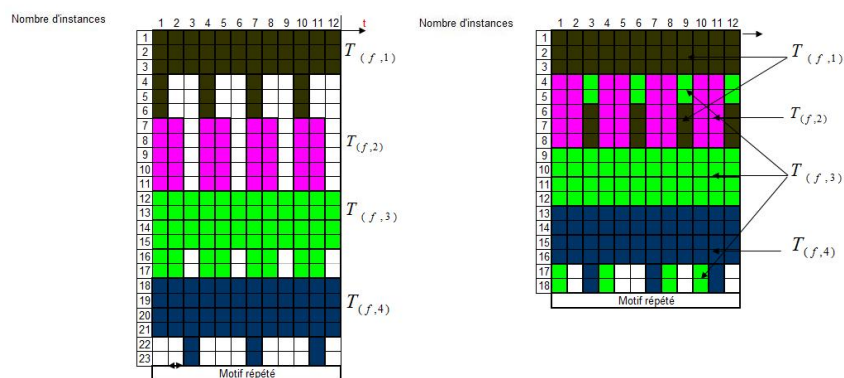 Nombre d'instances
1 2 3 4 5 6 7 8 9 10 11 12 t
1
2
3
T(f,1)
4
5
6
7
8
9
10
11
T(f,2)
12
13
14
15
T(f,3)
16
17
18
19
20
21
T(f,4)
22
23
Motif répété
Nombre d'instances
1 2 3 4 5 6 7 8 9 10 11 12
1
2
3
T(f,1)
4
5
6
7
8
T(f,2)
9
10
11
12
T(f,3)
13
14
15
16
T(f,4)
17
18
Motif répété